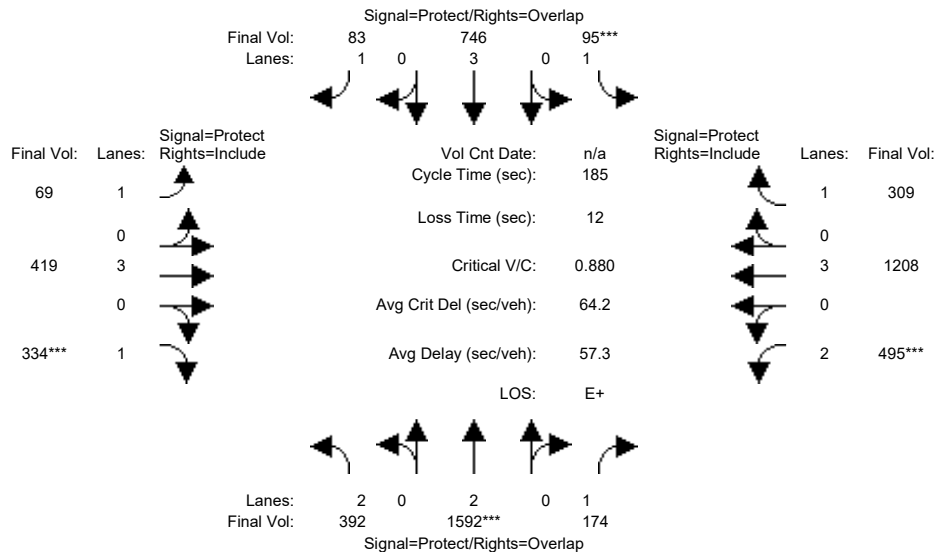 Signal=Protect/Rights=Overlap
Final Vol: 83 746 95***
Lanes: 1 0 3 0 1
Signal=Protect
Final Vol: Lanes: Rights=Include
Vol Cnt Date: n/a
Signal=Protect
Rights=Include Lanes: Final Vol:
Cycle Time (sec): 185
69 1
1 309
Loss Time (sec): 12
0
0
419 3
Critical V/C: 0.880
3 1208
0
Avg Crit Del (sec/veh): 64.2
0
334*** 1
Avg Delay (sec/veh): 57.3
2 495***
LOS: E+
Lanes: 2 0 2 0 1
Final Vol: 392 1592*** 174
Signal=Protect/Rights=Overlap